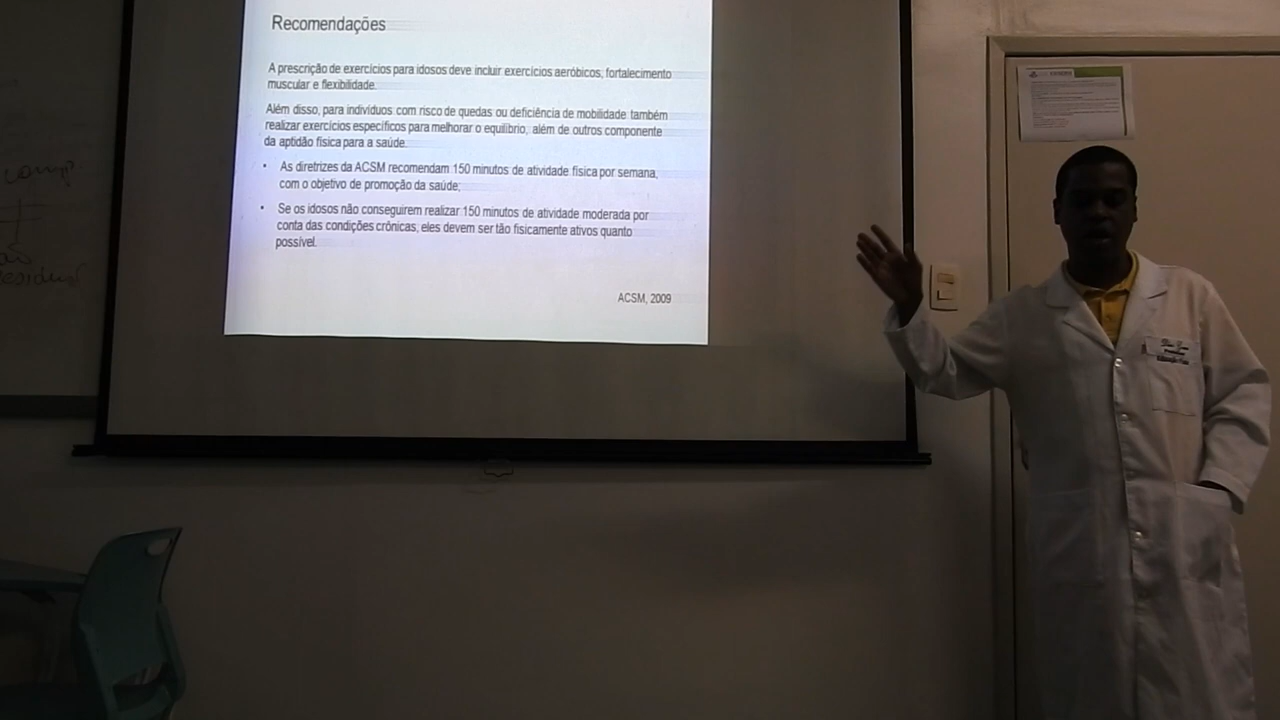 Recomendações
A prescrição de exercícios para idosos deve incluir exercícios aeróbicos, fortalecimento
muscular e flexibilidade.
Além disso, para indivíduos com risco de quedas ou deficiência de mobilidade também
realizar exercícios específicos para melhorar o equilíbrio, além de outros componente
da aptidão física para a saúde.
• As diretrizes da ACSM recomendam 150 minutos de atividade física por semana,
com o objetivo de promoção da saúde;
• Se os idosos não conseguirem realizar 150 minutos de atividade moderada por
conta das condições crônicas, eles devem ser tão fisicamente ativos quanto
possível.
ACSM, 2009